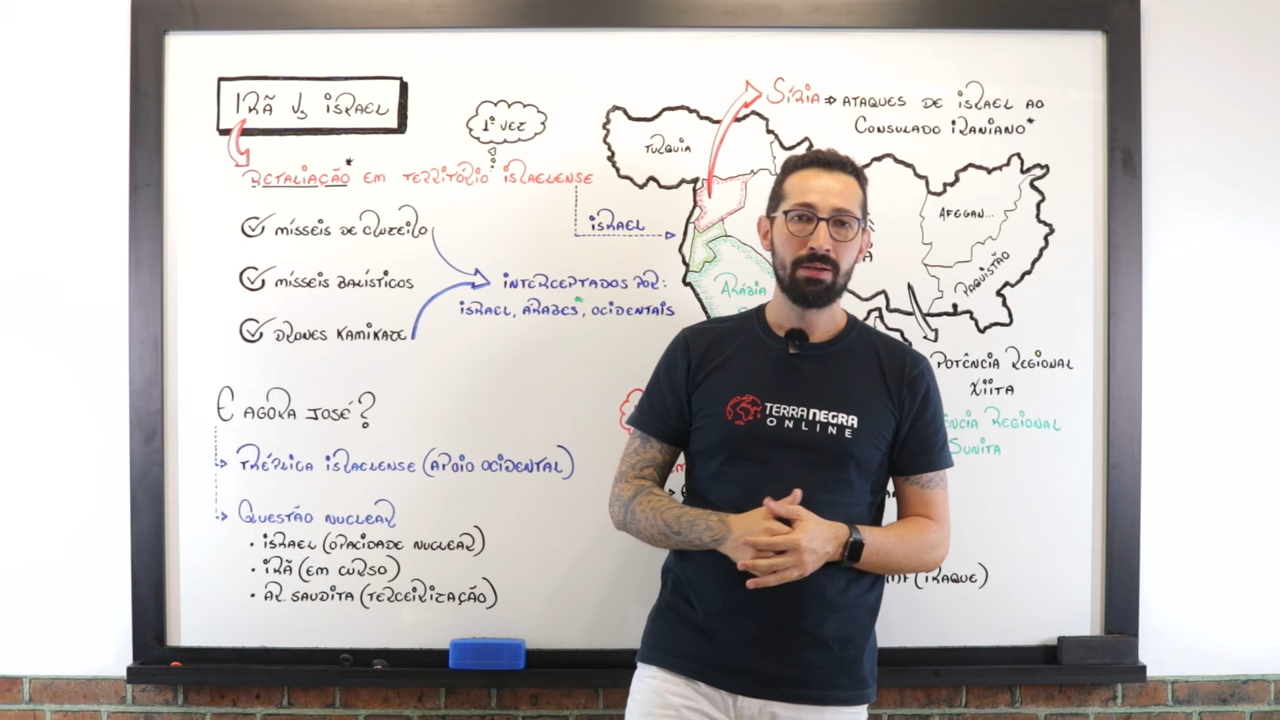 IRÃ VS ISRAEL
1ª VEZ
RETALIAÇÃO* EM TERRITÓRIO ISRAELENSE
MÍSSEIS DE CRUZEIRO
MÍSSEIS BALÍSTICOS
DRONES KAMIKAZE
ISRAEL
INTERCEPTADOS POR:
ISRAEL, ÁRABES*, OCIDENTAIS
E AGORA JOSÉ?
TRÉPLICA ISRAELENSE (APOIO OCIDENTAL)
QUESTÃO NUCLEAR
• ISRAEL (OPACIDADE NUCLEAR)
• IRÃ (EM CURSO)
• AR. SAUDITA (TERCEIRIZAÇÃO)
SÍRIA ⇒ ATAQUES DE ISRAEL AO
CONSULADO IRANIANO*
TURQUIA
AFEGAN...
PAQUISTÃO
ARÁBIA
POTÊNCIA REGIONAL
XIITA
ÊNCIA REGIONAL
SUNITA
(IRAQUE)
TERRA NEGRA
ONLINE